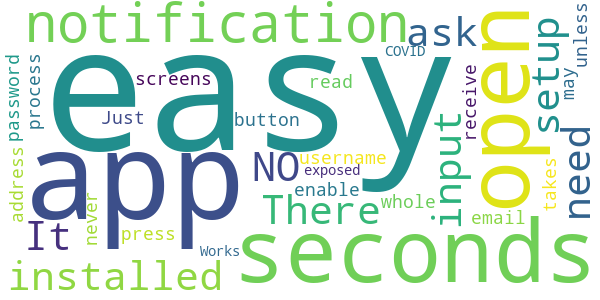 notification
ask
COVID
unless
open
setup
may
easy
password
process
screens
read
receive
Just
button
app
NO
username
exposed
input
need
address
enable
takes
There
whole
email
never
It
press
Works
seconds
installed